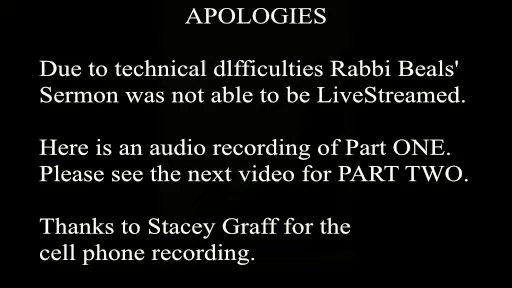 APOLOGIES
Due to technical dlfficulties Rabbi Beals'
Sermon was not able to be LiveStreamed.
Here is an audio recording of Part ONE.
Please see the next video for PART TWO.
Thanks to Stacey Graff for the
cell phone recording.